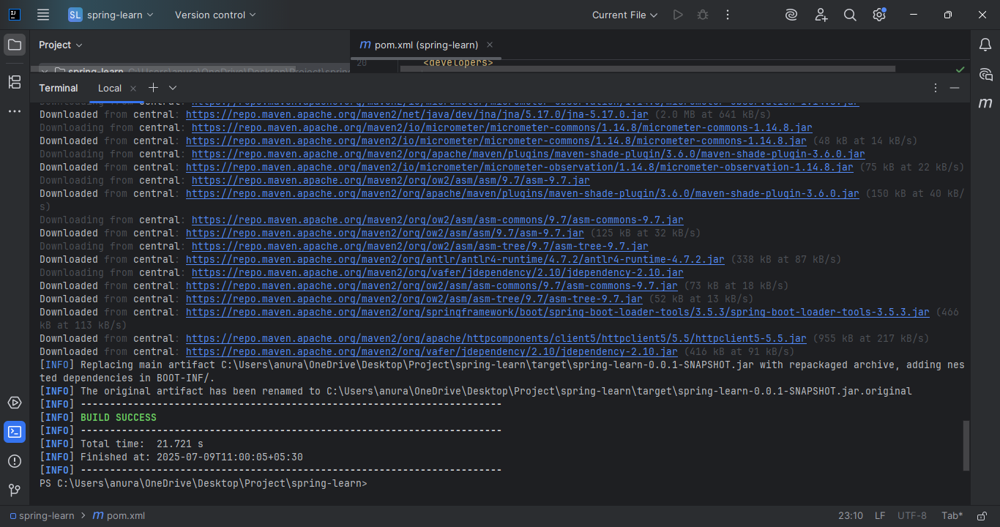 SL spring-learn Version control Current File
Project
m pom.xml (spring-learn)
spring-learn C:\Users\anura\OneDrive\Desktop\Project\spring
20 <developers>
Terminal Local
Downloading from central: https://repo.maven.apache.org/maven2/io/micrometer/micrometer-observation/1.14.8/micrometer-observation-1.14.8.jar
Downloaded from central: https://repo.maven.apache.org/maven2/net/java/dev/jna/jna/5.17.0/jna-5.17.0.jar (2.0 MB at 641 kB/s)
Downloading from central: https://repo.maven.apache.org/maven2/io/micrometer/micrometer-commons/1.14.8/micrometer-commons-1.14.8.jar
Downloaded from central: https://repo.maven.apache.org/maven2/io/micrometer/micrometer-commons/1.14.8/micrometer-commons-1.14.8.jar (48 kB at 14 kB/s)
Downloading from central: https://repo.maven.apache.org/maven2/org/apache/maven/plugins/maven-shade-plugin/3.6.0/maven-shade-plugin-3.6.0.jar
Downloaded from central: https://repo.maven.apache.org/maven2/io/micrometer/micrometer-observation/1.14.8/micrometer-observation-1.14.8.jar (75 kB at 22 kB/s)
Downloading from central: https://repo.maven.apache.org/maven2/org/ow2/asm/asm/9.7/asm-9.7.jar
Downloaded from central: https://repo.maven.apache.org/maven2/org/apache/maven/plugins/maven-shade-plugin/3.6.0/maven-shade-plugin-3.6.0.jar (150 kB at 40 kB/
s)
Downloading from central: https://repo.maven.apache.org/maven2/org/ow2/asm/asm-commons/9.7/asm-commons-9.7.jar
Downloaded from central: https://repo.maven.apache.org/maven2/org/ow2/asm/asm/9.7/asm-9.7.jar (125 kB at 32 kB/s)
Downloading from central: https://repo.maven.apache.org/maven2/org/ow2/asm/asm-tree/9.7/asm-tree-9.7.jar
Downloaded from central: https://repo.maven.apache.org/maven2/org/antlr/antlr4-runtime/4.7.2/antlr4-runtime-4.7.2.jar (338 kB at 87 kB/s)
Downloading from central: https://repo.maven.apache.org/maven2/org/vafer/jdependency/2.10/jdependency-2.10.jar
Downloaded from central: https://repo.maven.apache.org/maven2/org/ow2/asm/asm-commons/9.7/asm-commons-9.7.jar (73 kB at 18 kB/s)
Downloaded from central: https://repo.maven.apache.org/maven2/org/ow2/asm/asm-tree/9.7/asm-tree-9.7.jar (52 kB at 13 kB/s)
Downloaded from central: https://repo.maven.apache.org/maven2/org/springframework/boot/spring-boot-loader-tools/3.5.3/spring-boot-loader-tools-3.5.3.jar (466
kB at 113 kB/s)
Downloaded from central: https://repo.maven.apache.org/maven2/org/apache/httpcomponents/client5/httpclient5/5.5/httpclient5-5.5.jar (955 kB at 217 kB/s)
Downloaded from central: https://repo.maven.apache.org/maven2/org/vafer/jdependency/2.10/jdependency-2.10.jar (416 kB at 91 kB/s)
[INFO] Replacing main artifact C:\Users\anura\OneDrive\Desktop\Project\spring-learn\target\spring-learn-0.0.1-SNAPSHOT.jar with repackaged archive, adding nes
ted dependencies in BOOT-INF/.
[INFO] The original artifact has been renamed to C:\Users\anura\OneDrive\Desktop\Project\spring-learn\target\spring-learn-0.0.1-SNAPSHOT.jar.original
[INFO] ------------------------------------------------------------------------
[INFO] BUILD SUCCESS
[INFO] ------------------------------------------------------------------------
[INFO] Total time:  21.721 s
[INFO] Finished at: 2025-07-09T11:00:05+05:30
[INFO] ------------------------------------------------------------------------
PS C:\Users\anura\OneDrive\Desktop\Project\spring-learn>
spring-learn > m pom.xml 23:10 LF UTF-8 Tab*